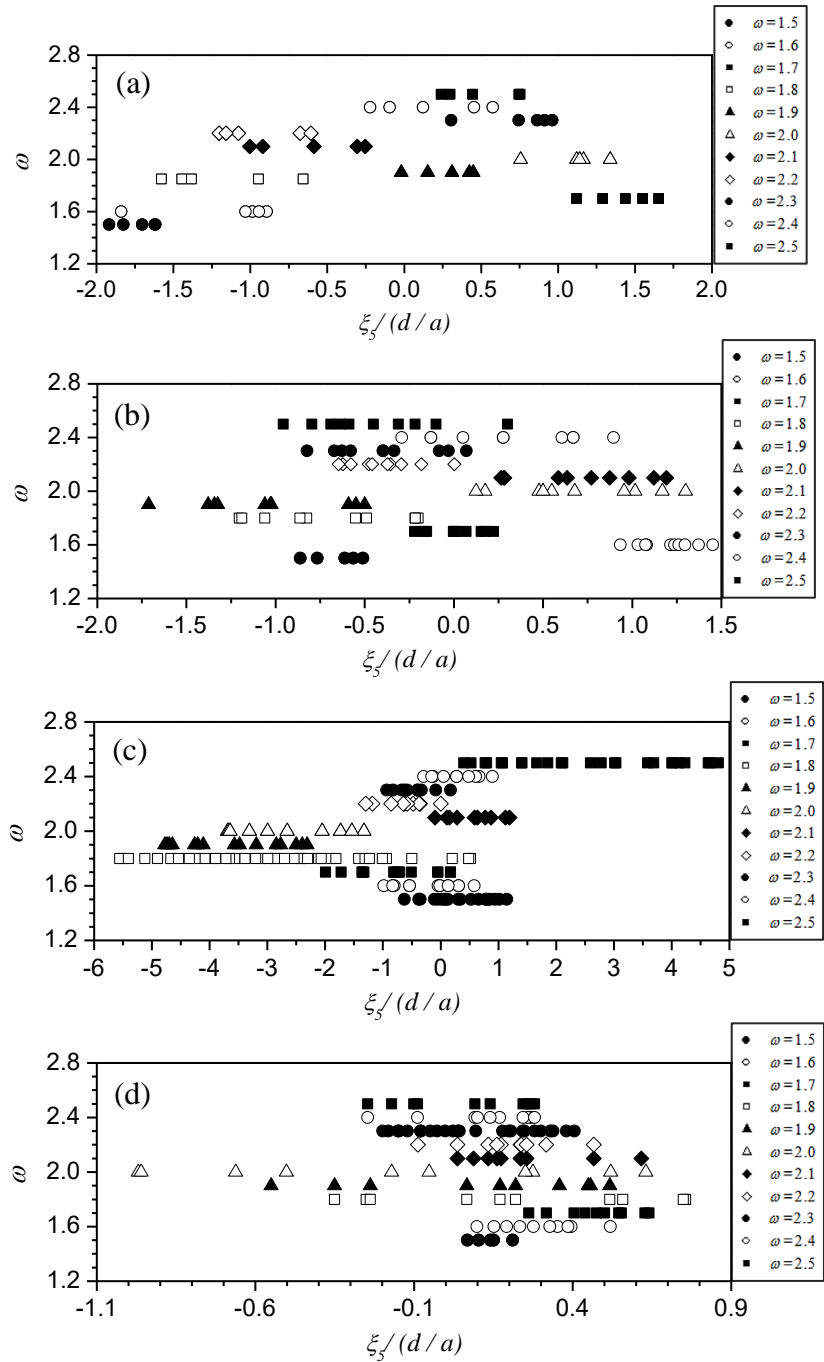 (a)
2.8
2.4
2.0
1.6
1.2
ω
-2.0 -1.5 -1.0 -0.5 0.0 0.5 1.0 1.5 2.0
ξ₅/(d/a)
ω=1.5
ω=1.6
ω=1.7
ω=1.8
ω=1.9
ω=2.0
ω=2.1
ω=2.2
ω=2.3
ω=2.4
ω=2.5
(b)
2.8
2.4
2.0
1.6
1.2
ω
-2.0 -1.5 -1.0 -0.5 0.0 0.5 1.0 1.5
ξ₅/(d/a)
ω=1.5
ω=1.6
ω=1.7
ω=1.8
ω=1.9
ω=2.0
ω=2.1
ω=2.2
ω=2.3
ω=2.4
ω=2.5
(c)
2.8
2.4
2.0
1.6
1.2
ω
-6 -5 -4 -3 -2 -1 0 1 2 3 4 5
ξ₅/(d/a)
ω=1.5
ω=1.6
ω=1.7
ω=1.8
ω=1.9
ω=2.0
ω=2.1
ω=2.2
ω=2.3
ω=2.4
ω=2.5
(d)
2.8
2.4
2.0
1.6
1.2
ω
-1.1 -0.6 -0.1 0.4 0.9
ξ₅/(d/a)
ω=1.5
ω=1.6
ω=1.7
ω=1.8
ω=1.9
ω=2.0
ω=2.1
ω=2.2
ω=2.3
ω=2.4
ω=2.5